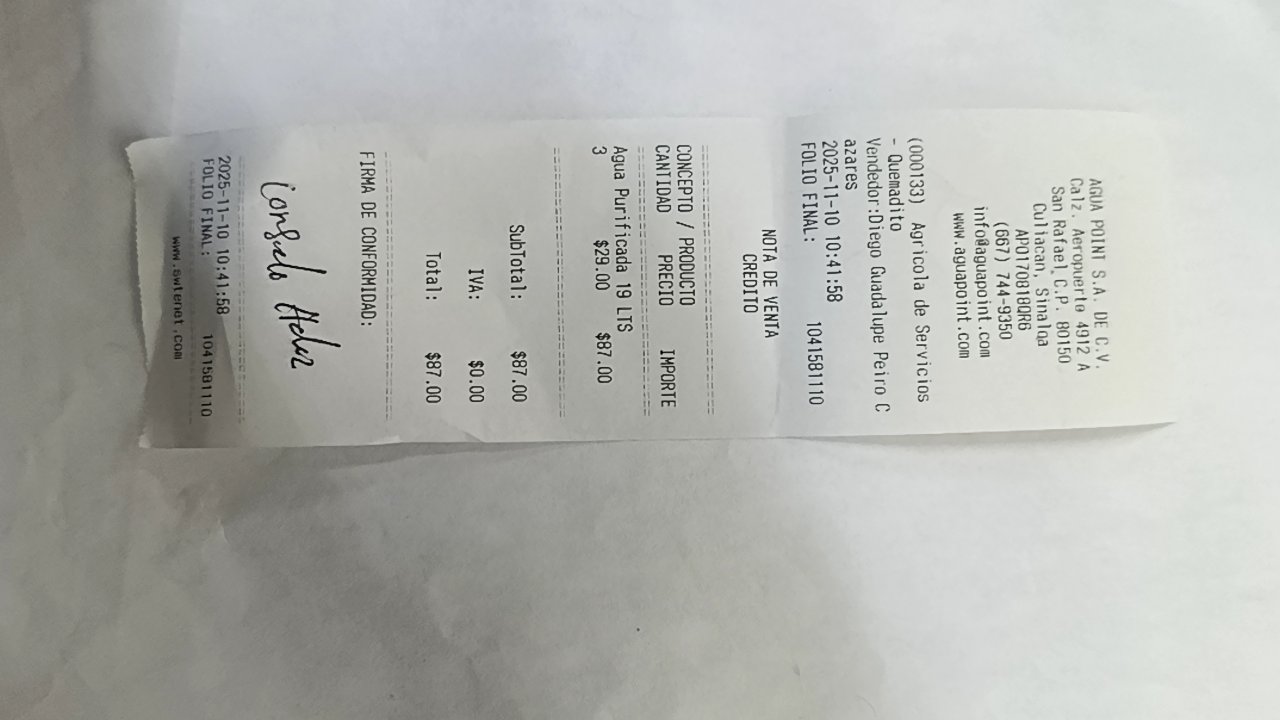 AGUA POINT S.A. DE C.V.
Calz. Aeropuerto 4912 A
San Rafael C.P. 80150
Culiacan, Sinaloa
APO170818QR6
(667) 744-9350
info@aguapoint.com
www.aguapoint.com
(000133) Agricola de Servicios
- Quemadito
Vendedor:Diego Guadalupe Peiro C
azares
2025-11-10 10:41:58
FOLIO FINAL: 1041581110
NOTA DE VENTA
CREDITO
CONCEPTO / PRODUCTO
CANTIDAD PRECIO IMPORTE
Agua Purificada 19 LTS
3 $29.00 $87.00
SubTotal: $87.00
IVA: $0.00
Total: $87.00
FIRMA DE CONFORMIDAD:
Consuelo
2025-11-10 10:41:58
FOLIO FINAL: 1041581110
www.swtenet.com